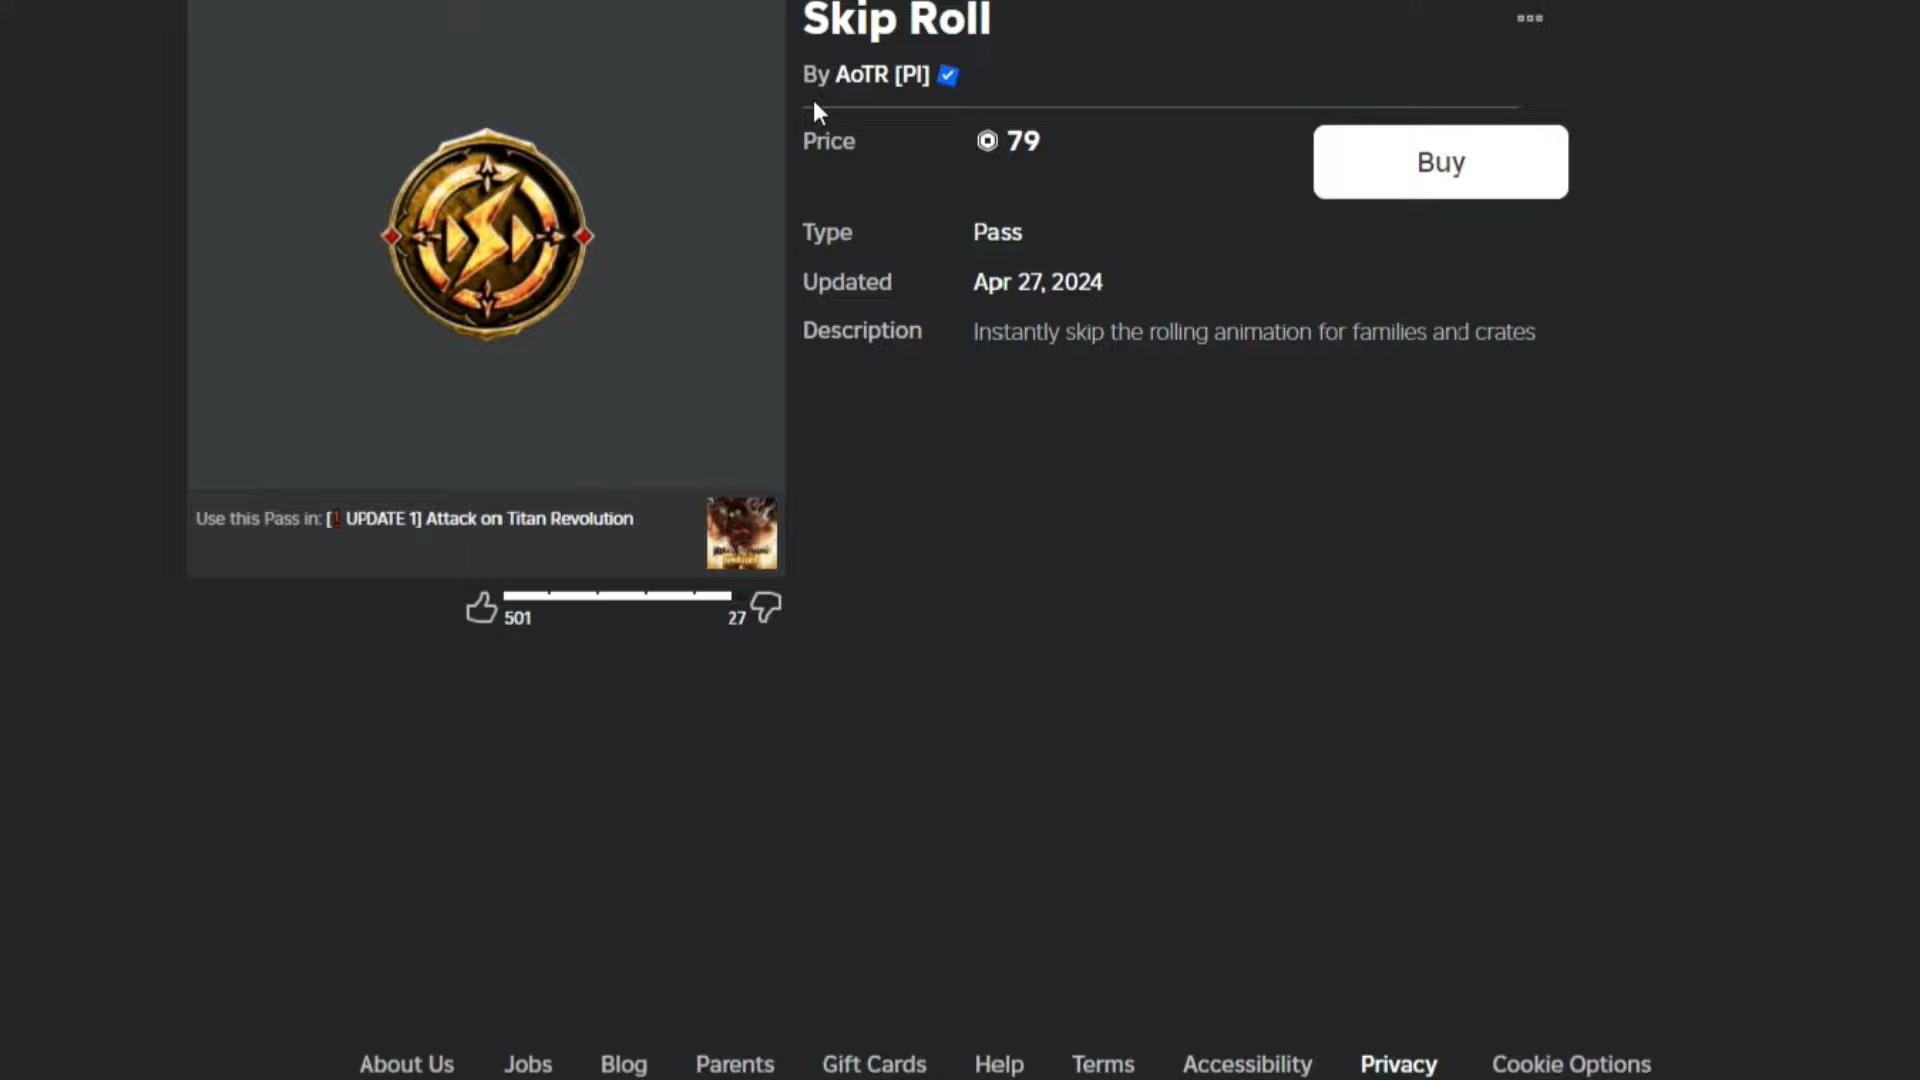 Skip Roll
By AoTR [PI]
Price 79
Buy
Type Pass
Updated Apr 27, 2024
Description Instantly skip the rolling animation for families and crates
Use this Pass in: [❗ UPDATE 1] Attack on Titan Revolution
501 27
About Us Jobs Blog Parents Gift Cards Help Terms Accessibility Privacy Cookie Options